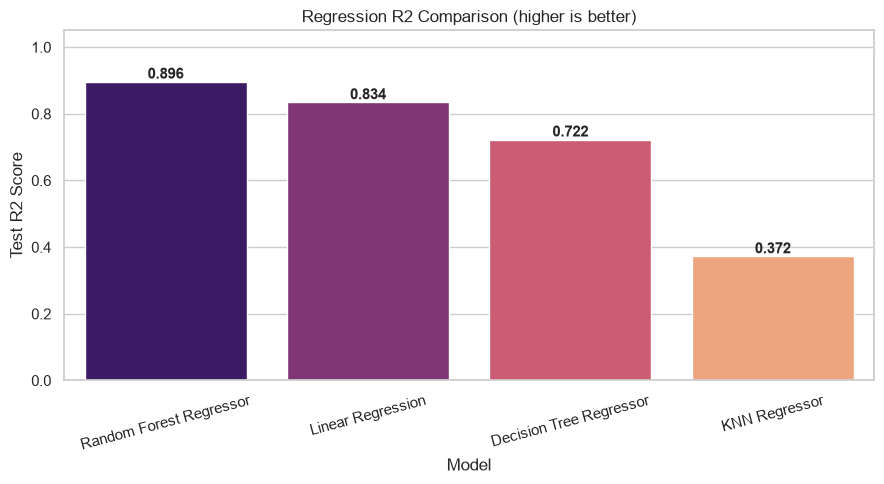 Regression R2 Comparison (higher is better)
Test R2 Score
1.0
0.8
0.6
0.4
0.2
0.0
0.896
0.834
0.722
0.372
Random Forest Regressor
Linear Regression
Decision Tree Regressor
KNN Regressor
Model